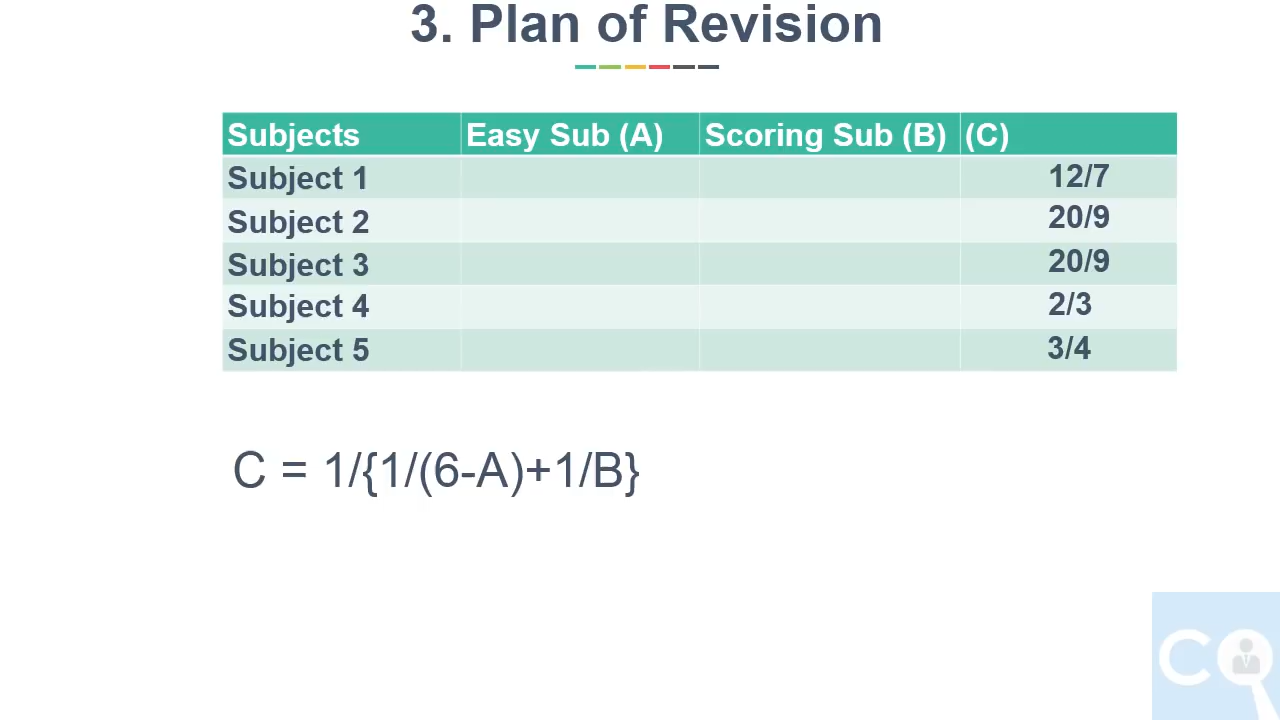 3. Plan of Revision
Subjects Easy Sub (A) Scoring Sub (B) (C)
Subject 1 12/7
Subject 2 20/9
Subject 3 20/9
Subject 4 2/3
Subject 5 3/4
C = 1/{1/(6-A)+1/B}